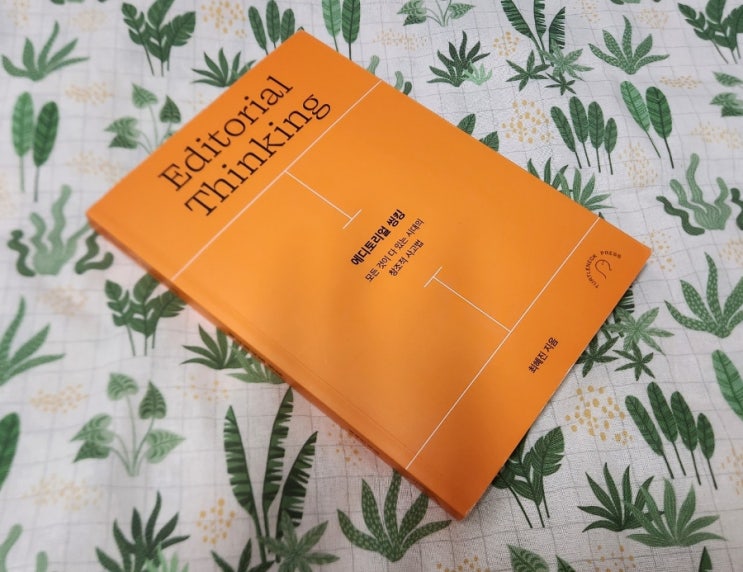 Editorial
Thinking
에디토리얼 씽킹
모든 것이 다 있는 시대의
창조적 사고법
TURTLENECK PRESS
최혜진 지음